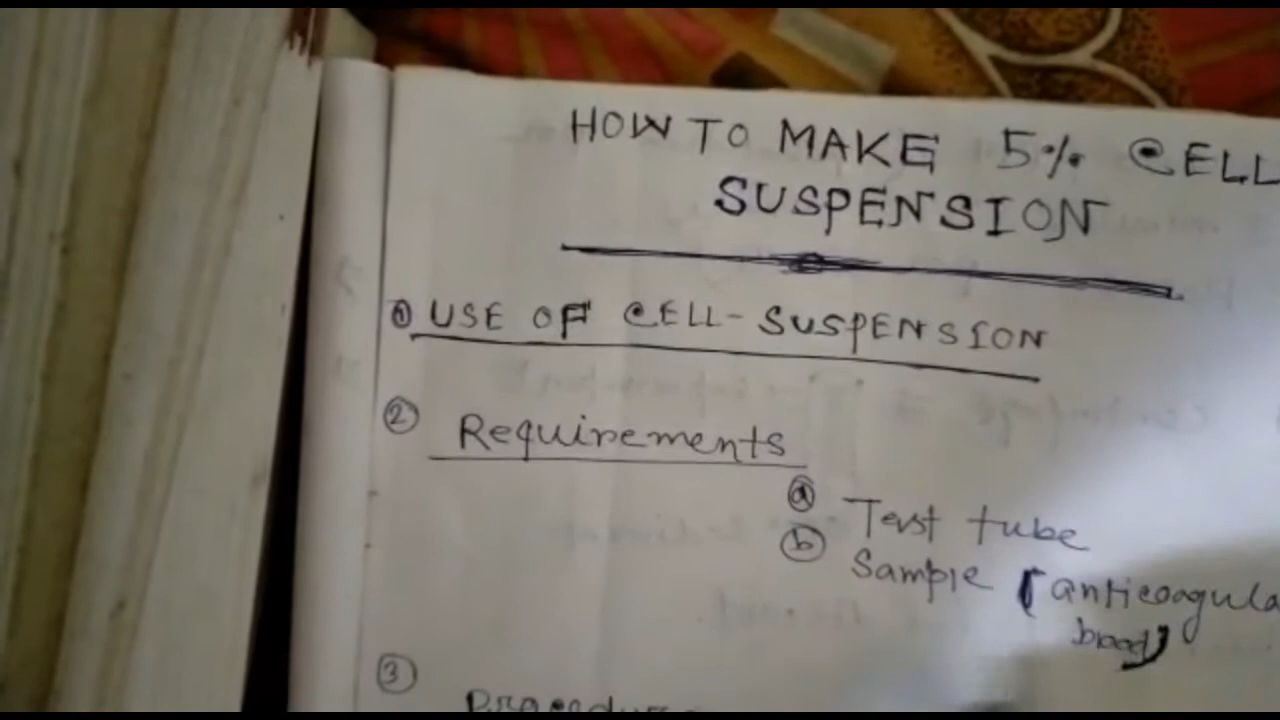 HOW TO MAKE 5% CELL
SUSPENSION
① USE OF CELL-SUSPENSION
② Requirements
ⓐ Test tube
ⓑ Sample (anticoagula
blood)
③
Procedure